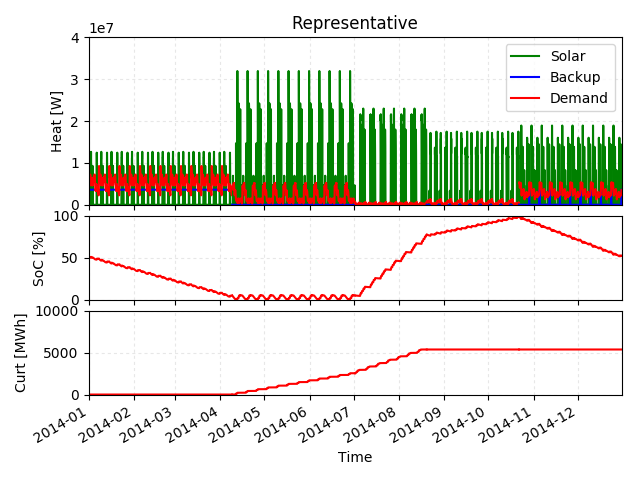 Representative
1e7
Heat [W]
4
3
2
1
0
Solar
Backup
Demand
SoC [%]
100
50
0
Curt [MWh]
10000
5000
0
2014-01
2014-02
2014-03
2014-04
2014-05
2014-06
2014-07
2014-08
2014-09
2014-10
2014-11
2014-12
Time